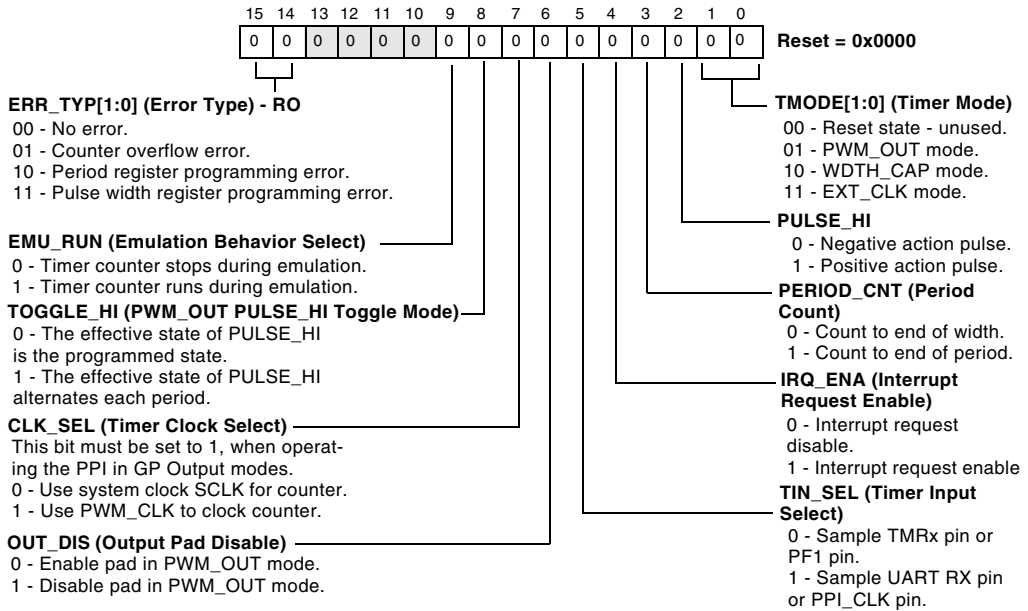 15 14 13 12 11 10 9 8 7 6 5 4 3 2 1 0
0 0 0 0 0 0 0 0 0 0 0 0 0 0 0 0
Reset = 0x0000
ERR_TYP[1:0] (Error Type) - RO
00 - No error.
01 - Counter overflow error.
10 - Period register programming error.
11 - Pulse width register programming error.
EMU_RUN (Emulation Behavior Select)
0 - Timer counter stops during emulation.
1 - Timer counter runs during emulation.
TOGGLE_HI (PWM_OUT PULSE_HI Toggle Mode)
0 - The effective state of PULSE_HI
is the programmed state.
1 - The effective state of PULSE_HI
alternates each period.
CLK_SEL (Timer Clock Select)
This bit must be set to 1, when operat-
ing the PPI in GP Output modes.
0 - Use system clock SCLK for counter.
1 - Use PWM_CLK to clock counter.
OUT_DIS (Output Pad Disable)
0 - Enable pad in PWM_OUT mode.
1 - Disable pad in PWM_OUT mode.
TMODE[1:0] (Timer Mode)
00 - Reset state - unused.
01 - PWM_OUT mode.
10 - WDTH_CAP mode.
11 - EXT_CLK mode.
PULSE_HI
0 - Negative action pulse.
1 - Positive action pulse.
PERIOD_CNT (Period
Count)
0 - Count to end of width.
1 - Count to end of period.
IRQ_ENA (Interrupt
Request Enable)
0 - Interrupt request
disable.
1 - Interrupt request enable
TIN_SEL (Timer Input
Select)
0 - Sample TMRx pin or
PF1 pin.
1 - Sample UART RX pin
or PPI_CLK pin.